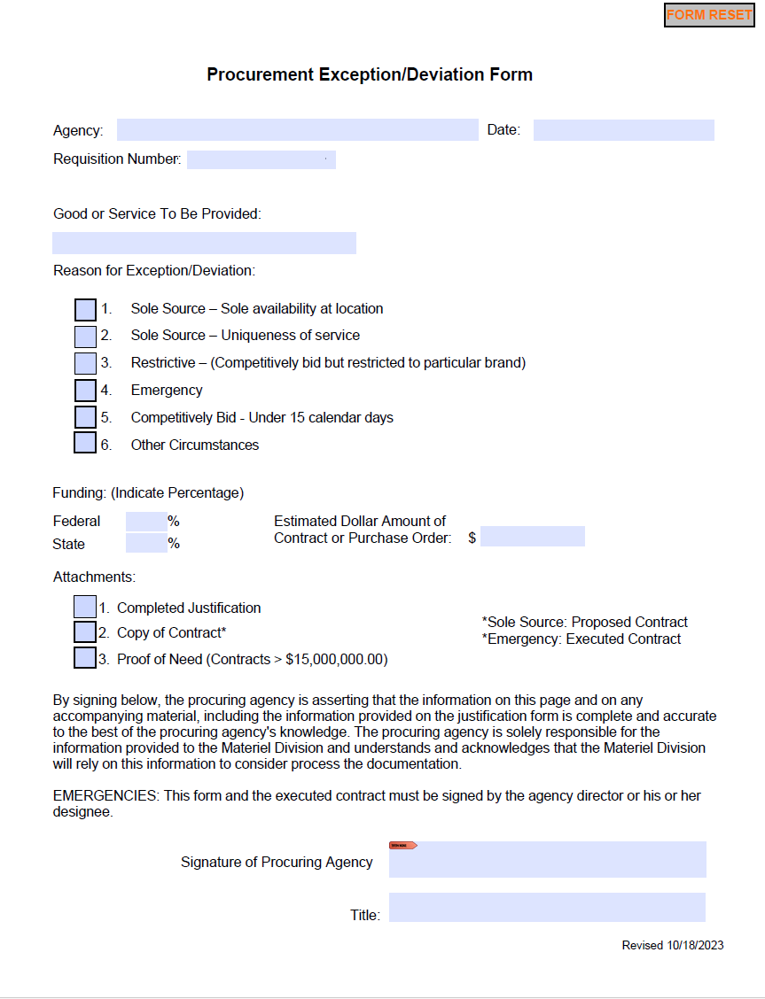 FORM RESET
Procurement Exception/Deviation Form
Agency: Date:
Requisition Number:
Good or Service To Be Provided:
Reason for Exception/Deviation:
1. Sole Source – Sole availability at location
2. Sole Source – Uniqueness of service
3. Restrictive – (Competitively bid but restricted to particular brand)
4. Emergency
5. Competitively Bid - Under 15 calendar days
6. Other Circumstances
Funding: (Indicate Percentage)
Federal %
State %
Estimated Dollar Amount of
Contract or Purchase Order: $
Attachments:
1. Completed Justification
2. Copy of Contract*
3. Proof of Need (Contracts > $15,000,000.00)
*Sole Source: Proposed Contract
*Emergency: Executed Contract
By signing below, the procuring agency is asserting that the information on this page and on any
accompanying material, including the information provided on the justification form is complete and accurate
to the best of the procuring agency's knowledge. The procuring agency is solely responsible for the
information provided to the Materiel Division and understands and acknowledges that the Materiel Division
will rely on this information to consider process the documentation.
EMERGENCIES: This form and the executed contract must be signed by the agency director or his or her
designee.
Signature of Procuring Agency
Title:
Revised 10/18/2023